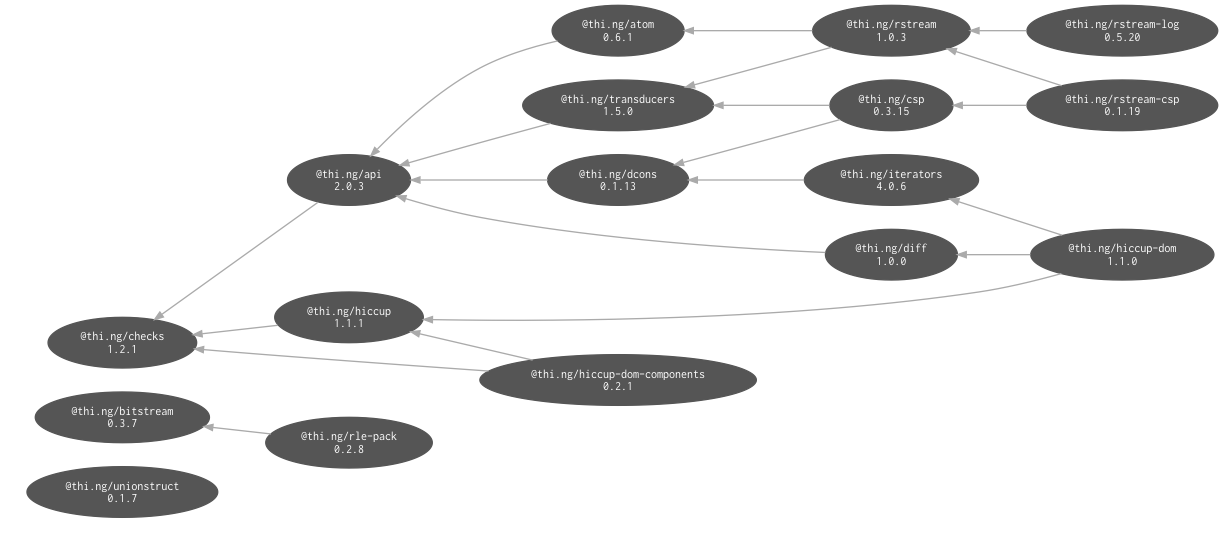 @thi.ng/atom
0.6.1
@thi.ng/rstream
1.0.3
@thi.ng/rstream-log
0.5.20
@thi.ng/transducers
1.5.0
@thi.ng/csp
0.3.15
@thi.ng/rstream-csp
0.1.19
@thi.ng/api
2.0.3
@thi.ng/dcons
0.1.13
@thi.ng/iterators
4.0.6
@thi.ng/diff
1.0.0
@thi.ng/hiccup-dom
1.1.0
@thi.ng/hiccup
1.1.1
@thi.ng/checks
1.2.1
@thi.ng/hiccup-dom-components
0.2.1
@thi.ng/bitstream
0.3.7
@thi.ng/rle-pack
0.2.8
@thi.ng/unionstruct
0.1.7